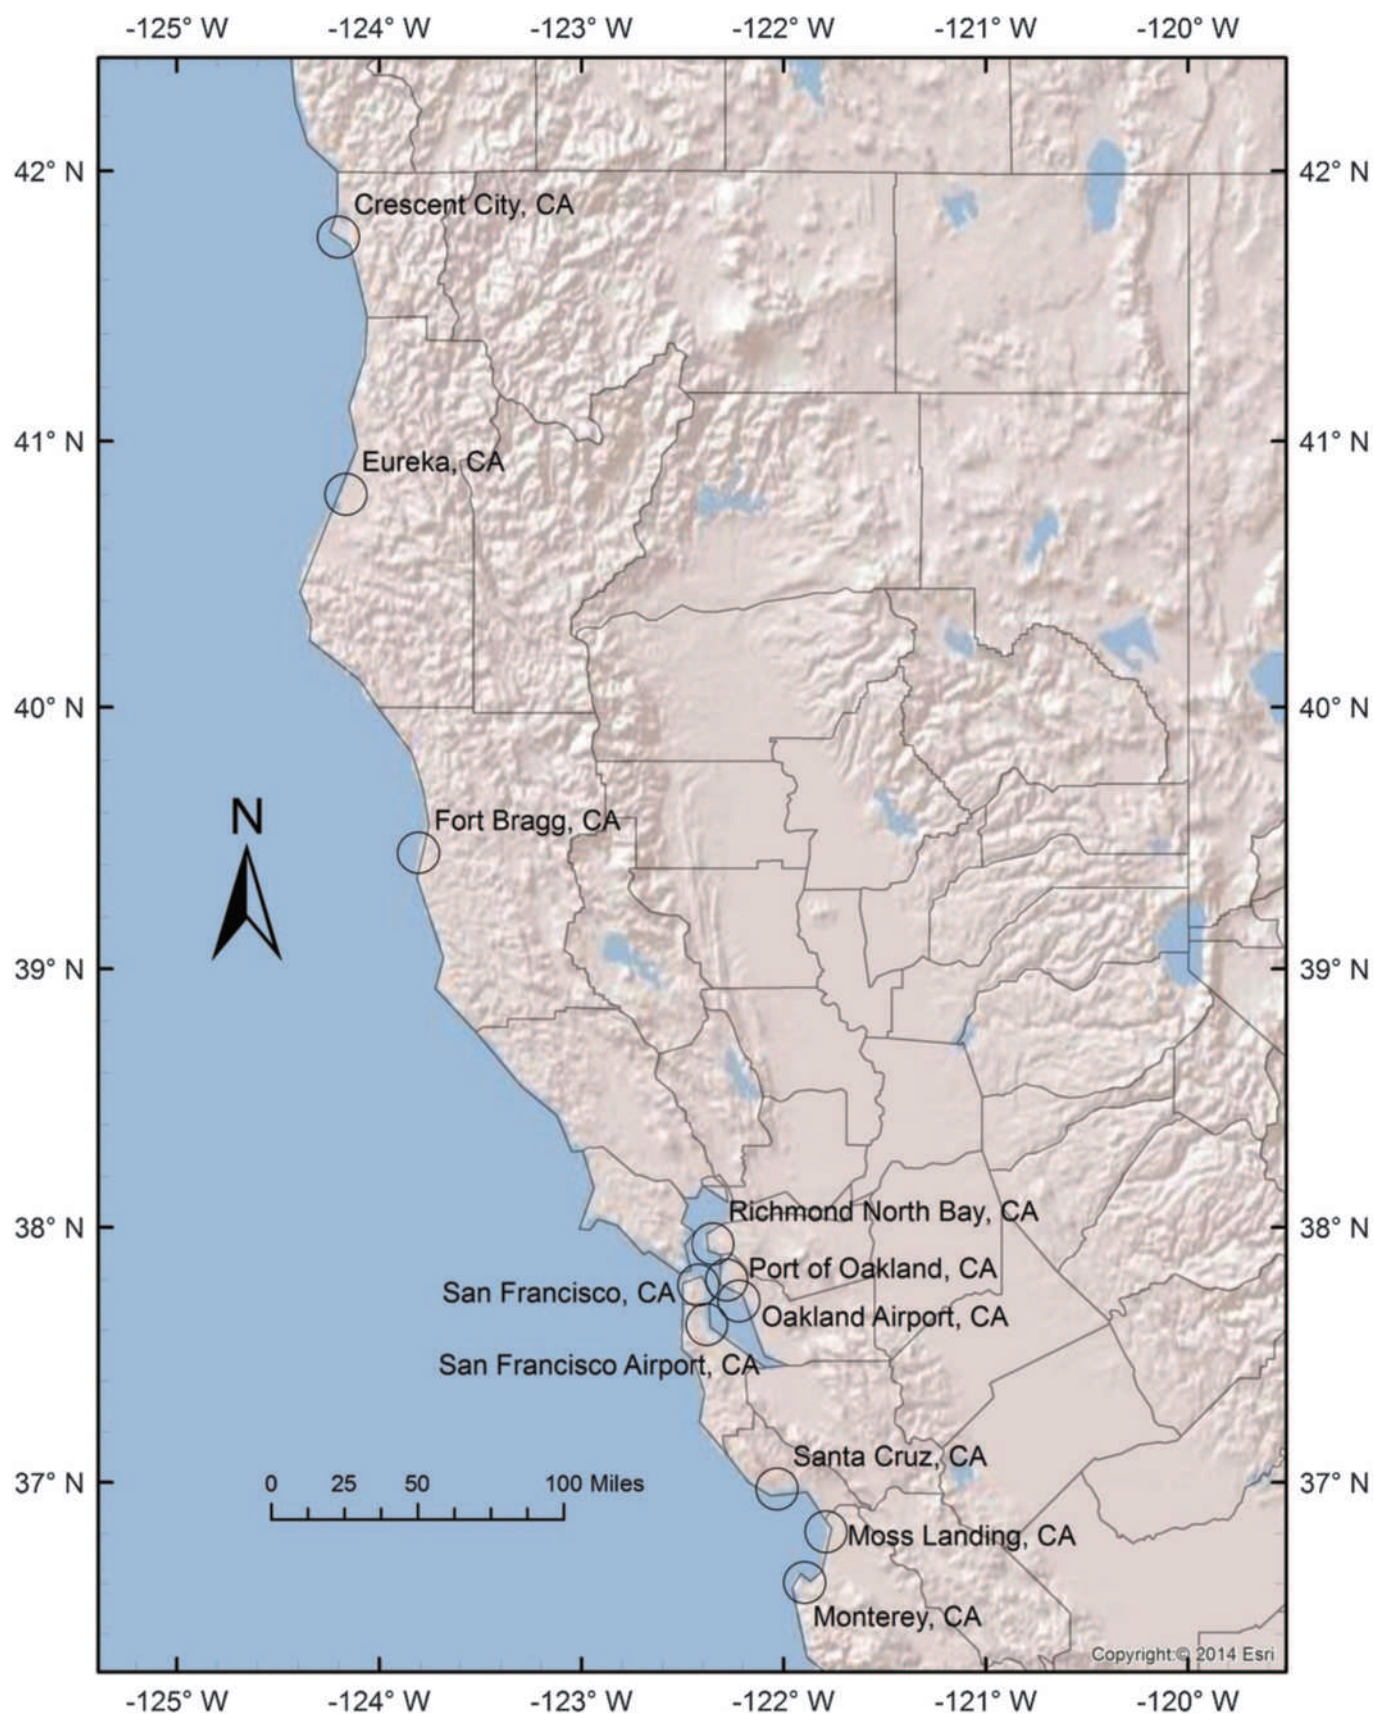 -125° W -124° W -123° W -122° W -121° W -120° W
42° N 42° N
Crescent City, CA
41° N 41° N
Eureka, CA
40° N 40° N
N
Fort Bragg, CA
39° N 39° N
Richmond North Bay, CA
38° N 38° N
Port of Oakland, CA
San Francisco, CA
Oakland Airport, CA
San Francisco Airport, CA
Santa Cruz, CA
0 25 50 100 Miles
37° N 37° N
Moss Landing, CA
Monterey, CA
Copyright:© 2014 Esri
-125° W -124° W -123° W -122° W -121° W -120° W